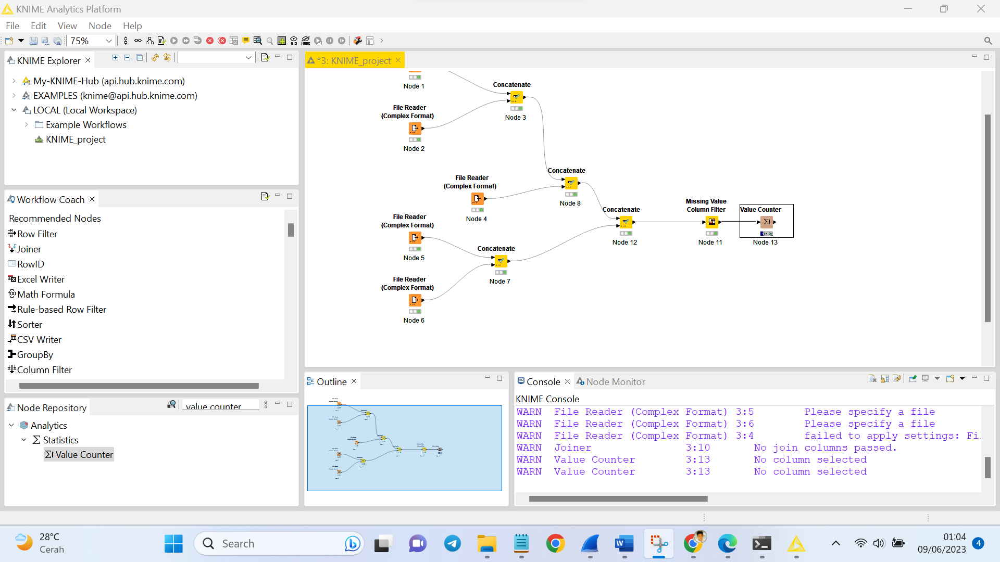 KNIME Analytics Platform
File Edit View Node Help
75%
KNIME Explorer
My-KNIME-Hub (api.hub.knime.com)
EXAMPLES (knime@api.hub.knime.com)
LOCAL (Local Workspace)
Example Workflows
KNIME_project
Workflow Coach
Recommended Nodes
Row Filter
Joiner
RowID
Excel Writer
Math Formula
Rule-based Row Filter
Sorter
CSV Writer
GroupBy
Column Filter
Node Repository
value counter
Analytics
Statistics
Value Counter
*3: KNIME_project
Node 1
Concatenate
Node 3
File Reader
(Complex Format)
Node 2
Concatenate
Node 8
File Reader
(Complex Format)
Node 4
File Reader
(Complex Format)
Node 5
Concatenate
Node 7
File Reader
(Complex Format)
Node 6
Concatenate
Node 12
Missing Value
Column Filter
Node 11
Value Counter
Node 13
Outline
Console
Node Monitor
KNIME Console
WARN File Reader (Complex Format) 3:5 Please specify a file
WARN File Reader (Complex Format) 3:6 Please specify a file
WARN File Reader (Complex Format) 3:4 failed to apply settings: Fi
WARN Joiner 3:10 No join columns passed.
WARN Value Counter 3:13 No column selected
WARN Value Counter 3:13 No column selected
28°C
Cerah
Search
01:04
09/06/2023
4